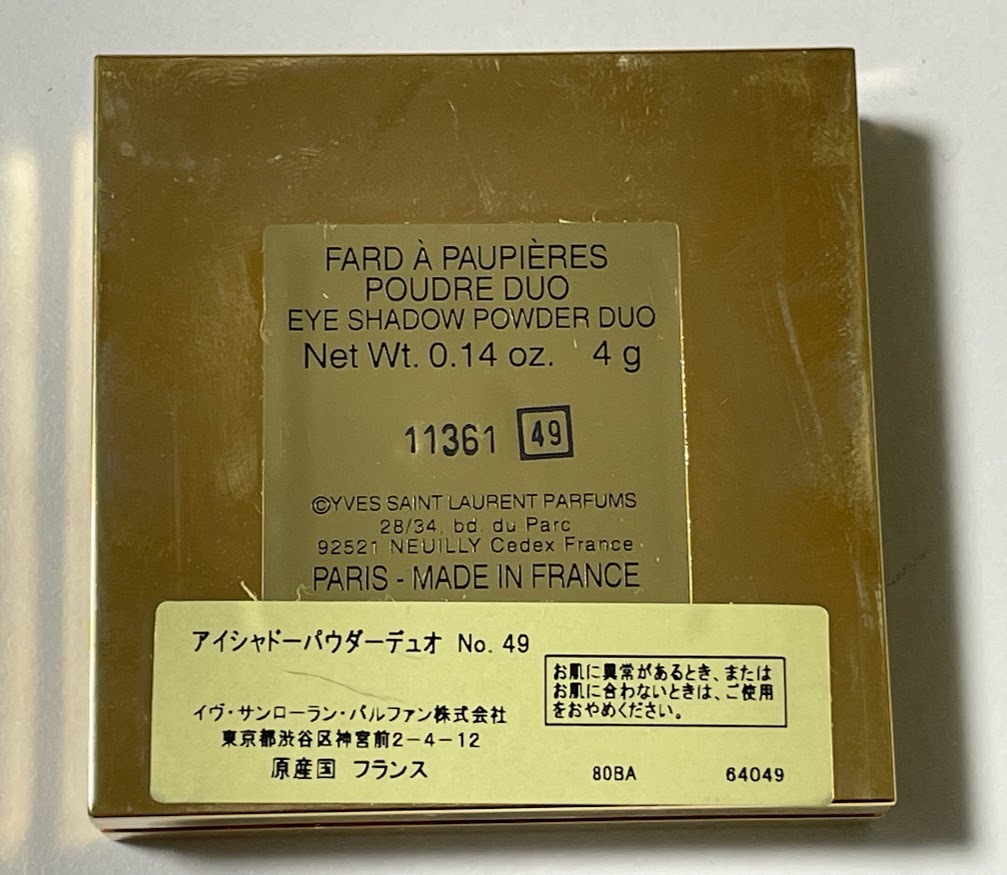 FARD À PAUPIÈRES
POUDRE DUO
EYE SHADOW POWDER DUO
Net Wt. 0.14 oz. 4 g
11361 49
©YVES SAINT LAURENT PARFUMS
28/34, bd. du Parc
92521 NEUILLY Cedex France
PARIS - MADE IN FRANCE
アイシャドーパウダーデュオ No. 49
お肌に異常があるとき、または
お肌に合わないときは、ご使用
をおやめください。
イヴ・サンローラン・パルファン株式会社
東京都渋谷区神宮前2-4-12
原産国 フランス
80BA 64049